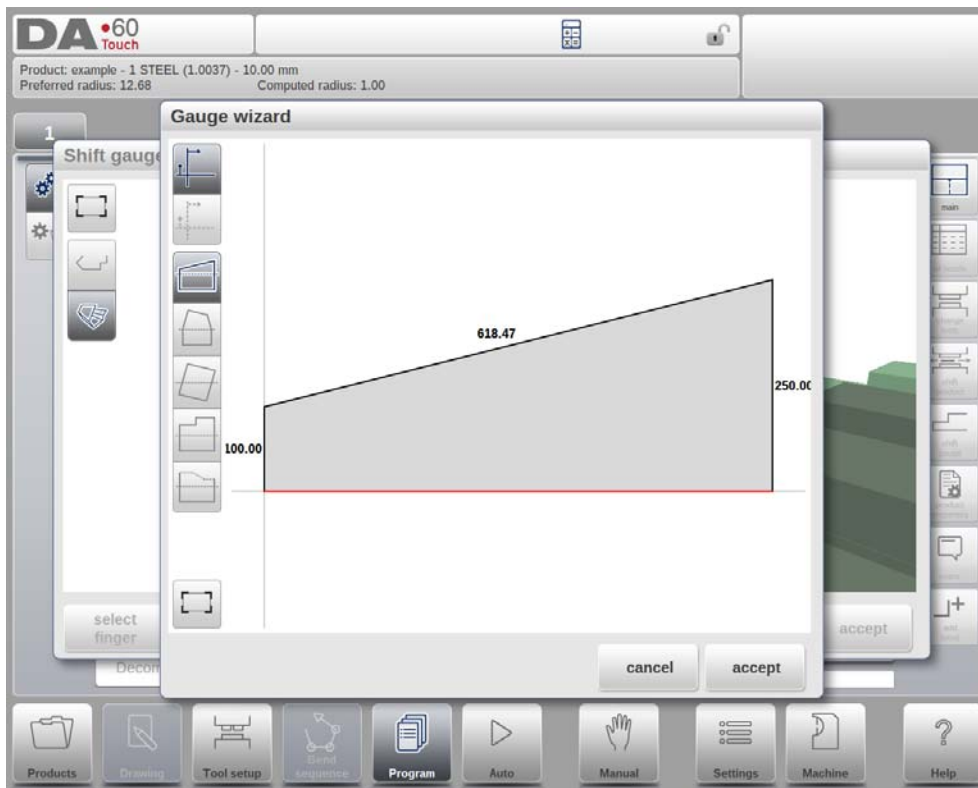 DA•60
Touch
Product: example - 1 STEEL (1.0037) - 10.00 mm
Preferred radius: 12.68 Computed radius: 1.00
1
Gauge wizard
Shift gauge
main
618.47
250.00
100.00
select
finger
accept
cancel
accept
Products
Drawing
Tool setup
Bend
sequence
Program
Auto
Manual
Settings
Machine
Help